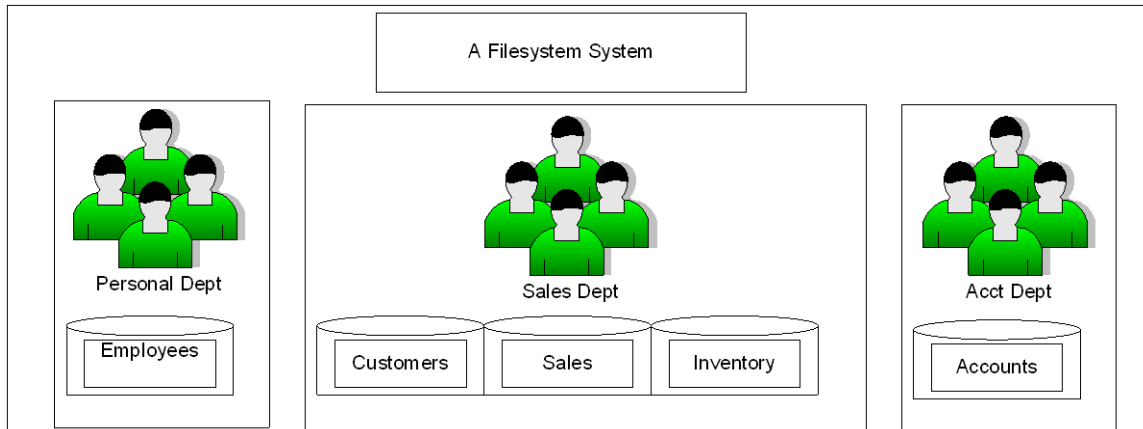 A Filesystem System
Personal Dept
Sales Dept
Acct Dept
Employees
Customers
Sales
Inventory
Accounts